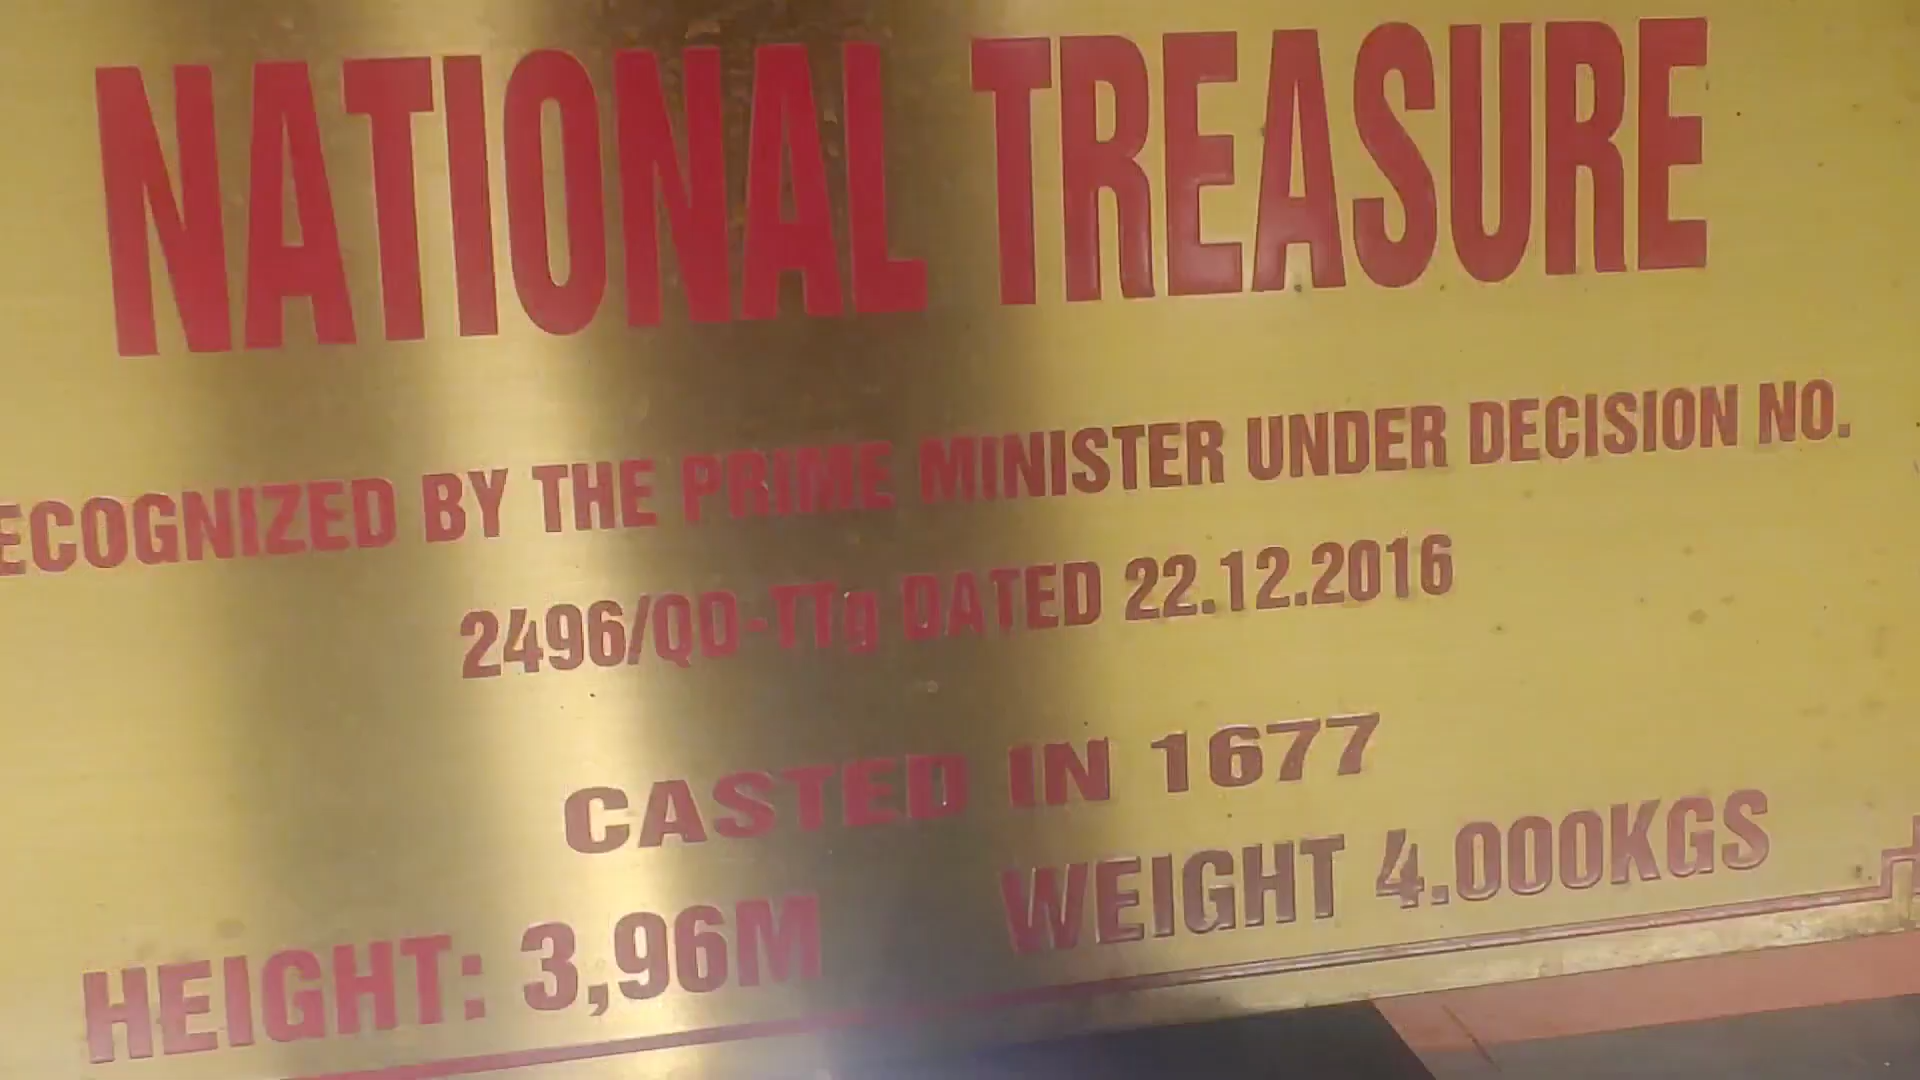 NATIONAL TREASURE
ECOGNIZED BY THE PRIME MINISTER UNDER DECISION NO.
2496/QD-TTg DATED 22.12.2016
CASTED IN 1677
HEIGHT: 3,96M WEIGHT 4.000KGS